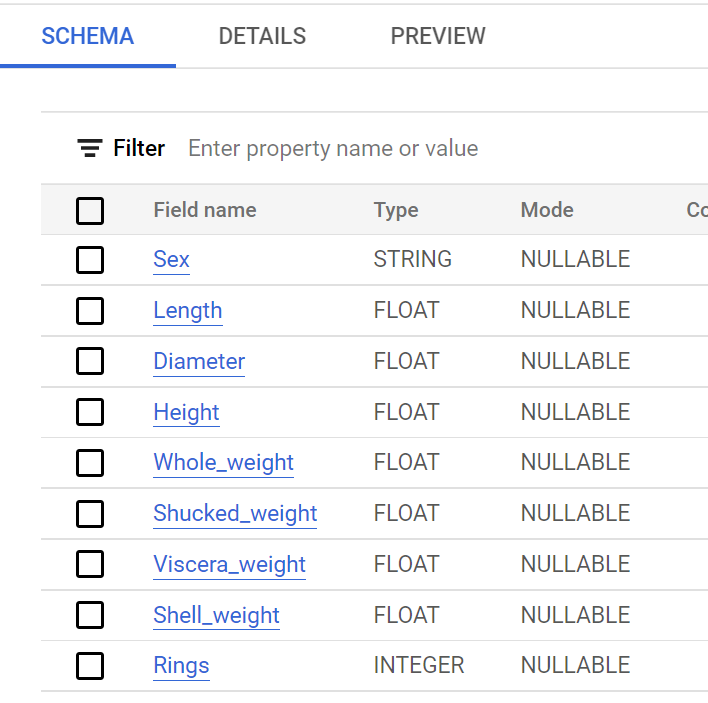 SCHEMA DETAILS PREVIEW
Filter Enter property name or value
Field name Type Mode
Sex STRING NULLABLE
Length FLOAT NULLABLE
Diameter FLOAT NULLABLE
Height FLOAT NULLABLE
Whole_weight FLOAT NULLABLE
Shucked_weight FLOAT NULLABLE
Viscera_weight FLOAT NULLABLE
Shell_weight FLOAT NULLABLE
Rings INTEGER NULLABLE